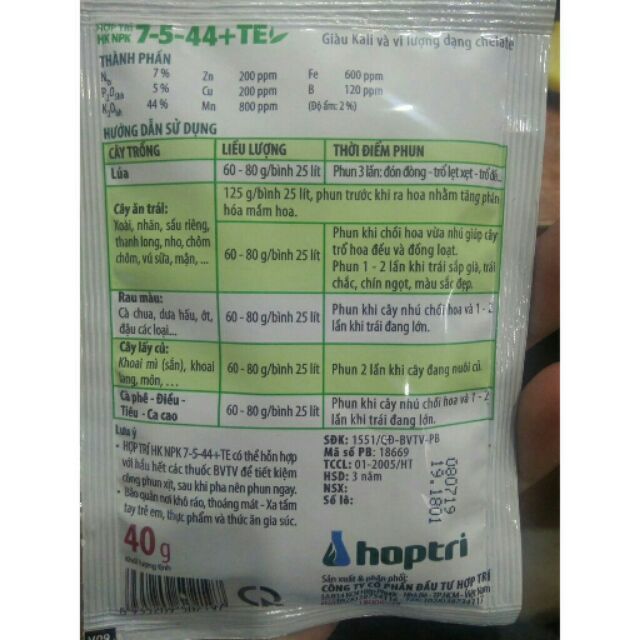 HỢP TRÍ
HK NPK 7-5-44+TE
Giàu Kali và vi lượng dạng chelate
THÀNH PHẦN
N 7 % Zn 200 ppm Fe 600 ppm
P₂O₅ 5 % Cu 200 ppm B 120 ppm
K₂O 44 % Mn 800 ppm (Độ ẩm: 2 %)
HƯỚNG DẪN SỬ DỤNG
CÂY TRỒNG LIỀU LƯỢNG THỜI ĐIỂM PHUN
Lúa 60 - 80 g/bình 25 lít Phun 3 lần: đón đòng - trổ lẹt xẹt - trổ đều
Cây ăn trái:
Xoài, nhãn, sầu riêng,
thanh long, nho, chôm
chôm, vú sữa, mận, ...
125 g/bình 25 lít, phun trước khi ra hoa nhằm tăng phân
hóa mầm hoa.
60 - 80 g/bình 25 lít
Phun khi chồi hoa vừa nhú giúp cây
trổ hoa đều và đồng loạt.
Phun 1 - 2 lần khi trái sắp già, trái
chắc, chín ngọt, màu sắc đẹp.
Rau màu:
Cà chua, dưa hấu, ớt,
đậu các loại...
60 - 80 g/bình 25 lít
Phun khi cây nhú chồi hoa và 1 - 2
lần khi trái đang lớn.
Cây lấy củ:
Khoai mì (sắn), khoai
lang, môn, ...
60 - 80 g/bình 25 lít
Phun 2 lần khi cây đang nuôi củ.
Cà phê - Điều -
Tiêu - Ca cao
60 - 80 g/bình 25 lít
Phun khi cây nhú chồi hoa và 1 - 2
lần khi trái đang lớn.
Lưu ý
• HỢP TRÍ HK NPK 7-5-44+TE có thể hỗn hợp
với hầu hết các thuốc BVTV để tiết kiệm
công phun xịt, sau khi pha nên phun ngay.
• Bảo quản nơi khô ráo, thoáng mát - Xa tầm
tay trẻ em, thực phẩm và thức ăn gia súc.
SĐK: 1551/CĐ-BVTV-PB
Mã số PB: 18669
TCCL: 01-2005/HT
HSD: 3 năm
NSX:
Số lô:
080719
19.1801
40 g
Khối lượng tịnh
hoptri
Sản xuất & phân phối:
CÔNG TY CỔ PHẦN ĐẦU TƯ HỢP TRÍ